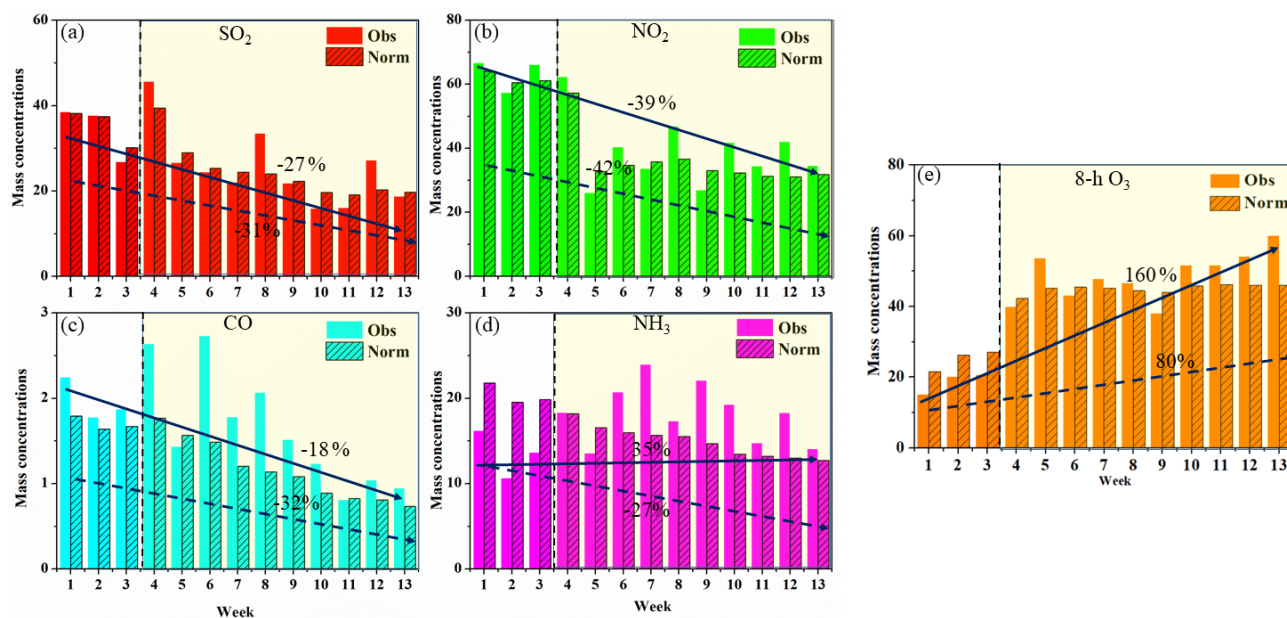 (a)
SO2
Obs
Norm
Mass concentrations
60
40
20
0
-27%
-31%
1 2 3 4 5 6 7 8 9 10 11 12 13
(b)
NO2
Obs
Norm
Mass concentrations
80
60
40
20
0
-39%
-42%
1 2 3 4 5 6 7 8 9 10 11 12 13
(c)
CO
Obs
Norm
Mass concentrations
3
2
1
0
-18%
-32%
1 2 3 4 5 6 7 8 9 10 11 12 13
Week
(d)
NH3
Obs
Norm
Mass concentrations
30
20
10
0
35%
-27%
1 2 3 4 5 6 7 8 9 10 11 12 13
Week
(e)
8-h O3
Obs
Norm
Mass concentrations
80
60
40
20
0
160%
80%
1 2 3 4 5 6 7 8 9 10 11 12 13
Week